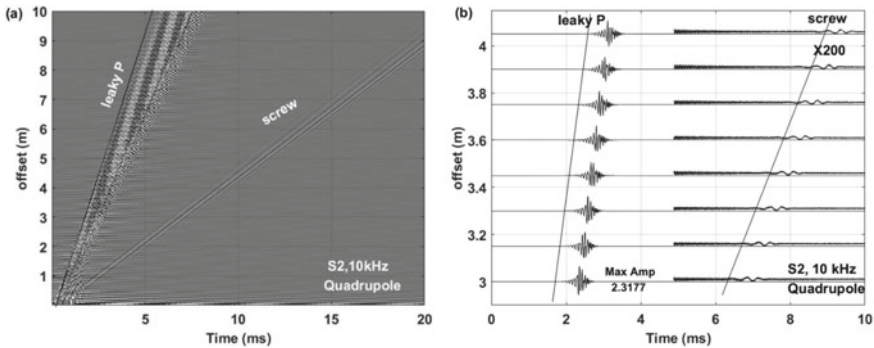 (a)
10
9
8
7
6
5
4
3
2
1
offset (m)
leaky P
screw
S2,10kHz
Quadrupole
5
10
15
20
Time (ms)
(b)
4
3.8
3.6
3.4
3.2
3
offset (m)
leaky P
screw
X200
Max Amp
2.3177
S2, 10 kHz
Quadrupole
0
2
4
6
8
10
Time (ms)